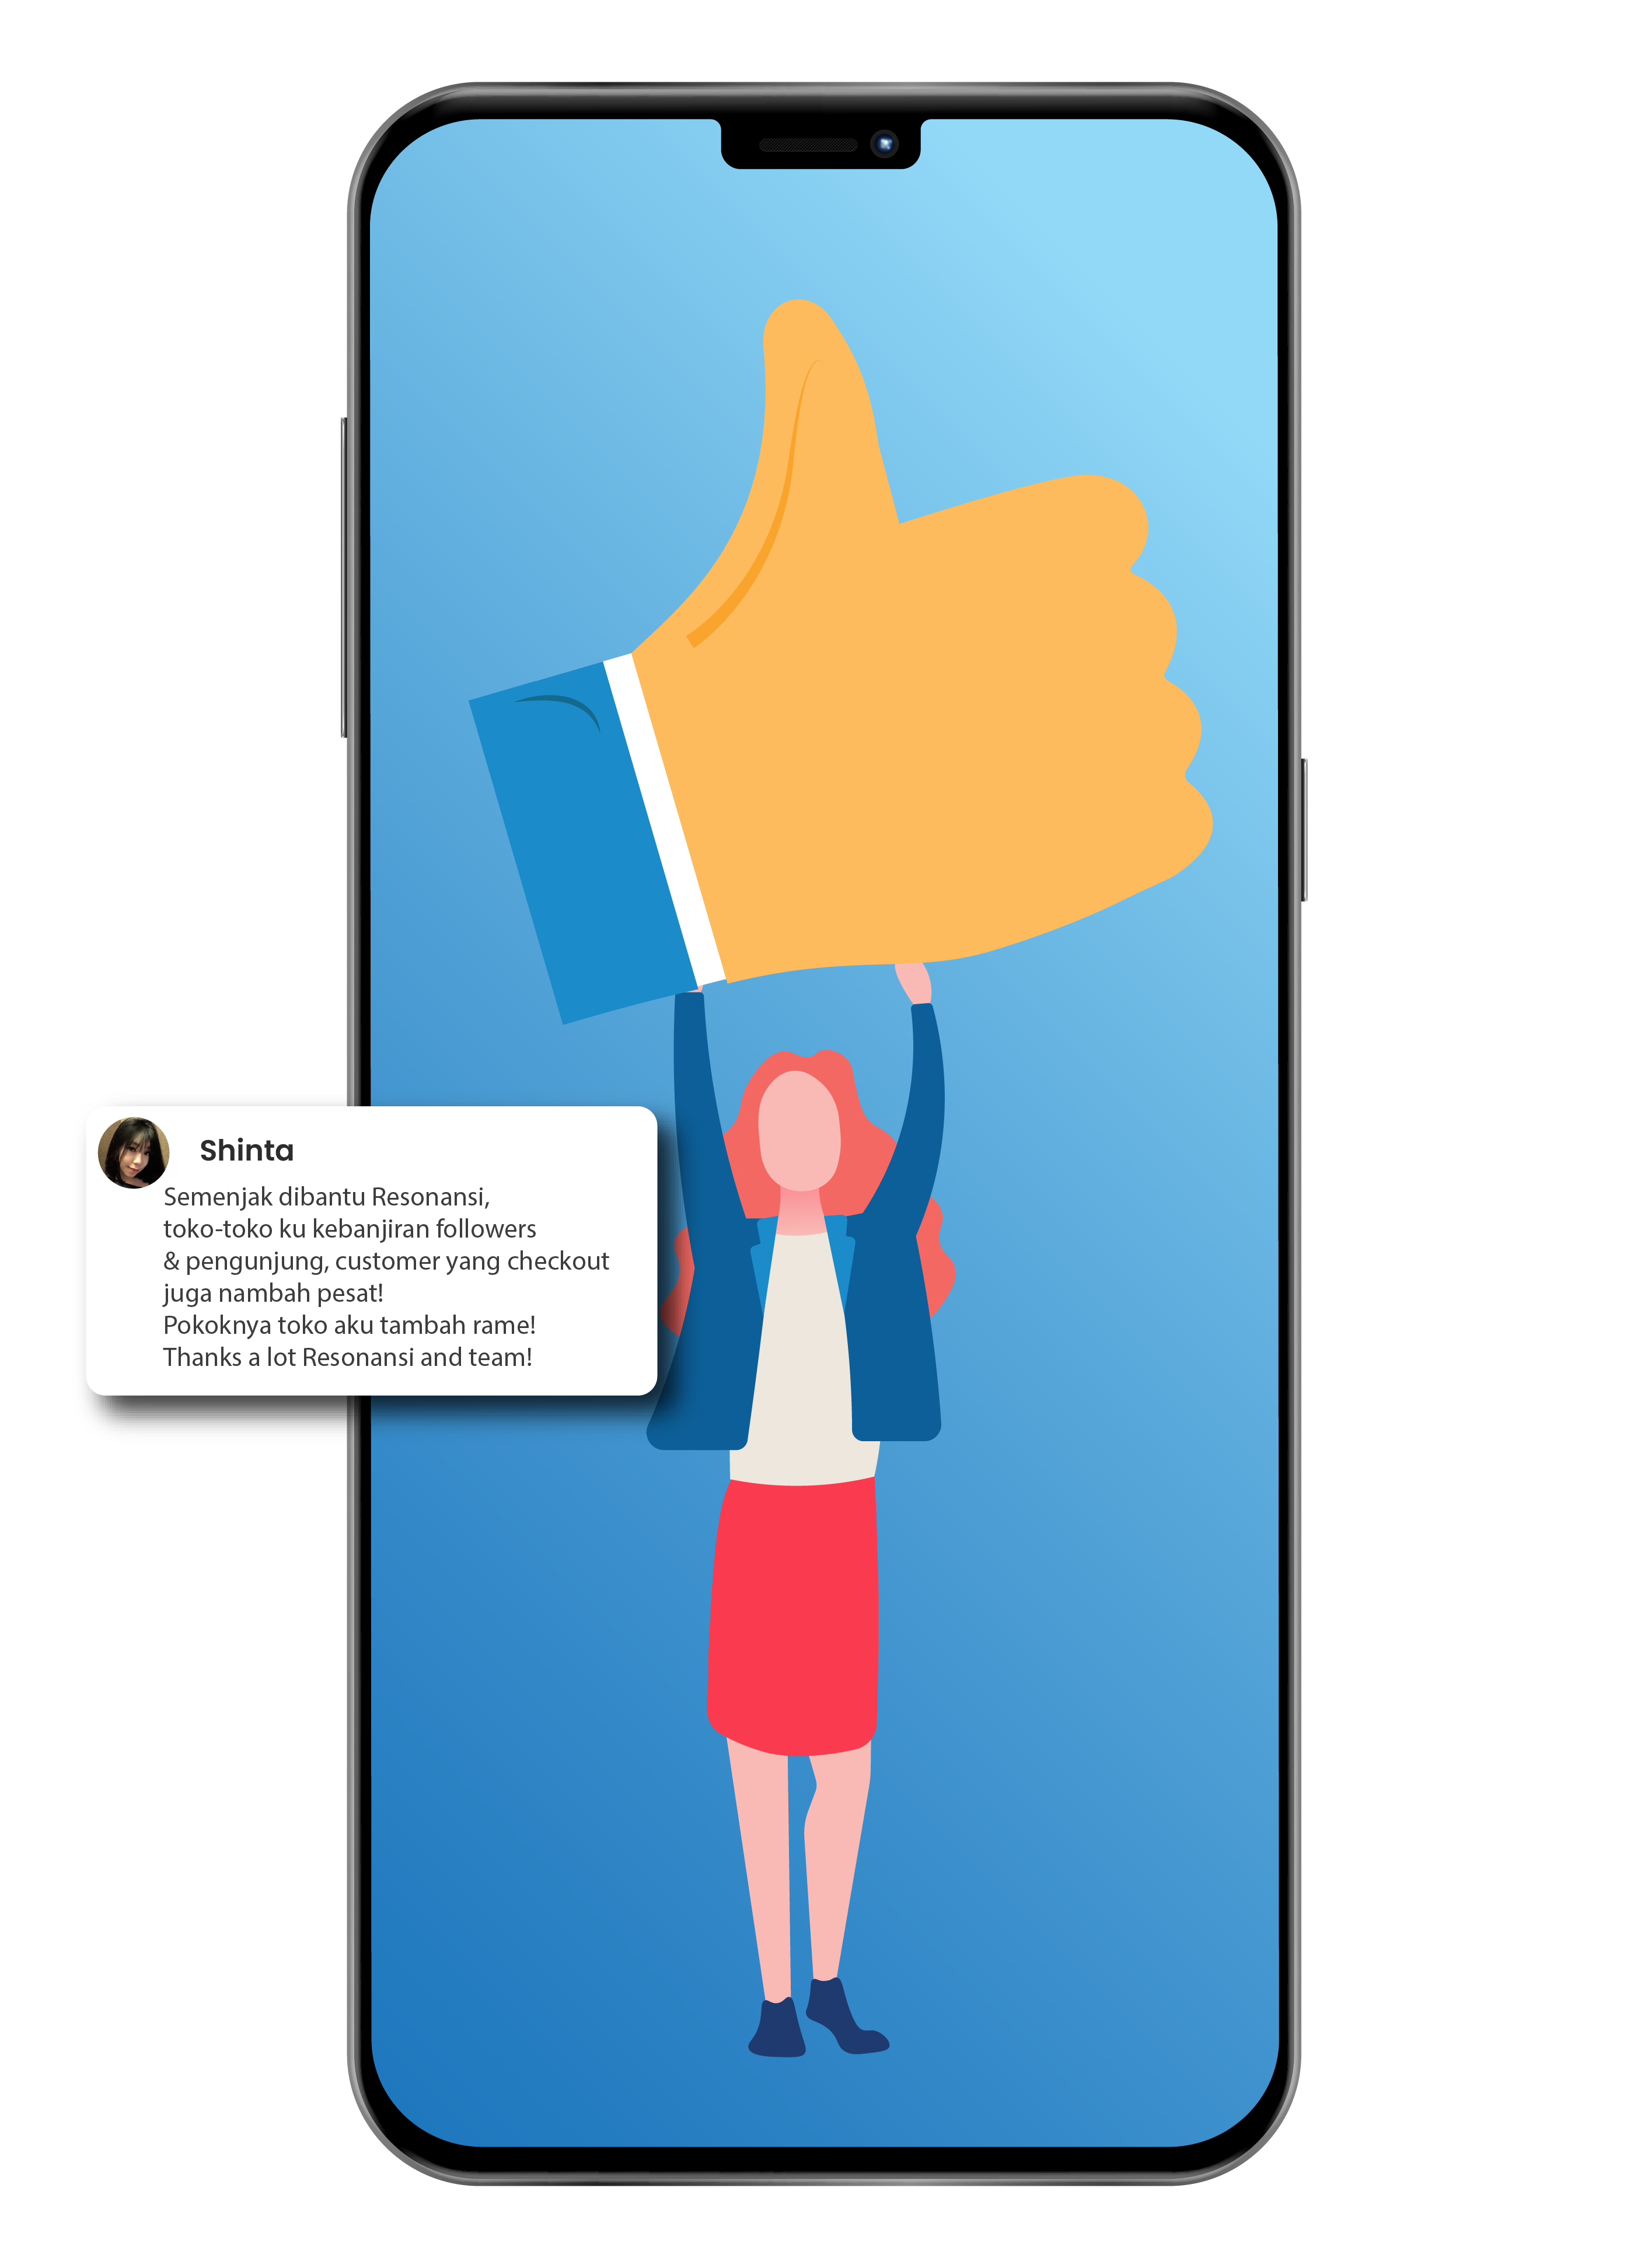 Shinta
Semenjak dibantu Resonansi,
toko-toko ku kebanjiran followers
& pengunjung, customer yang checkout
juga nambah pesat!
Pokoknya toko aku tambah rame!
Thanks a lot Resonansi and team!